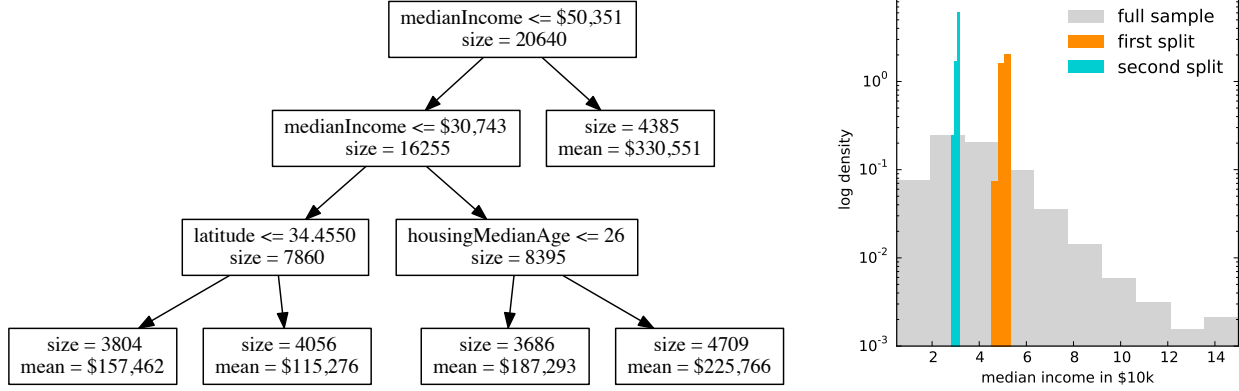 medianIncome <= $50,351
size = 20640
medianIncome <= $30,743
size = 16255
size = 4385
mean = $330,551
latitude <= 34.4550
size = 7860
housingMedianAge <= 26
size = 8395
size = 3804
mean = $157,462
size = 4056
mean = $115,276
size = 3686
mean = $187,293
size = 4709
mean = $225,766
full sample
first split
second split
log density
10⁰
10⁻¹
10⁻²
10⁻³
2 4 6 8 10 12 14
median income in $10k